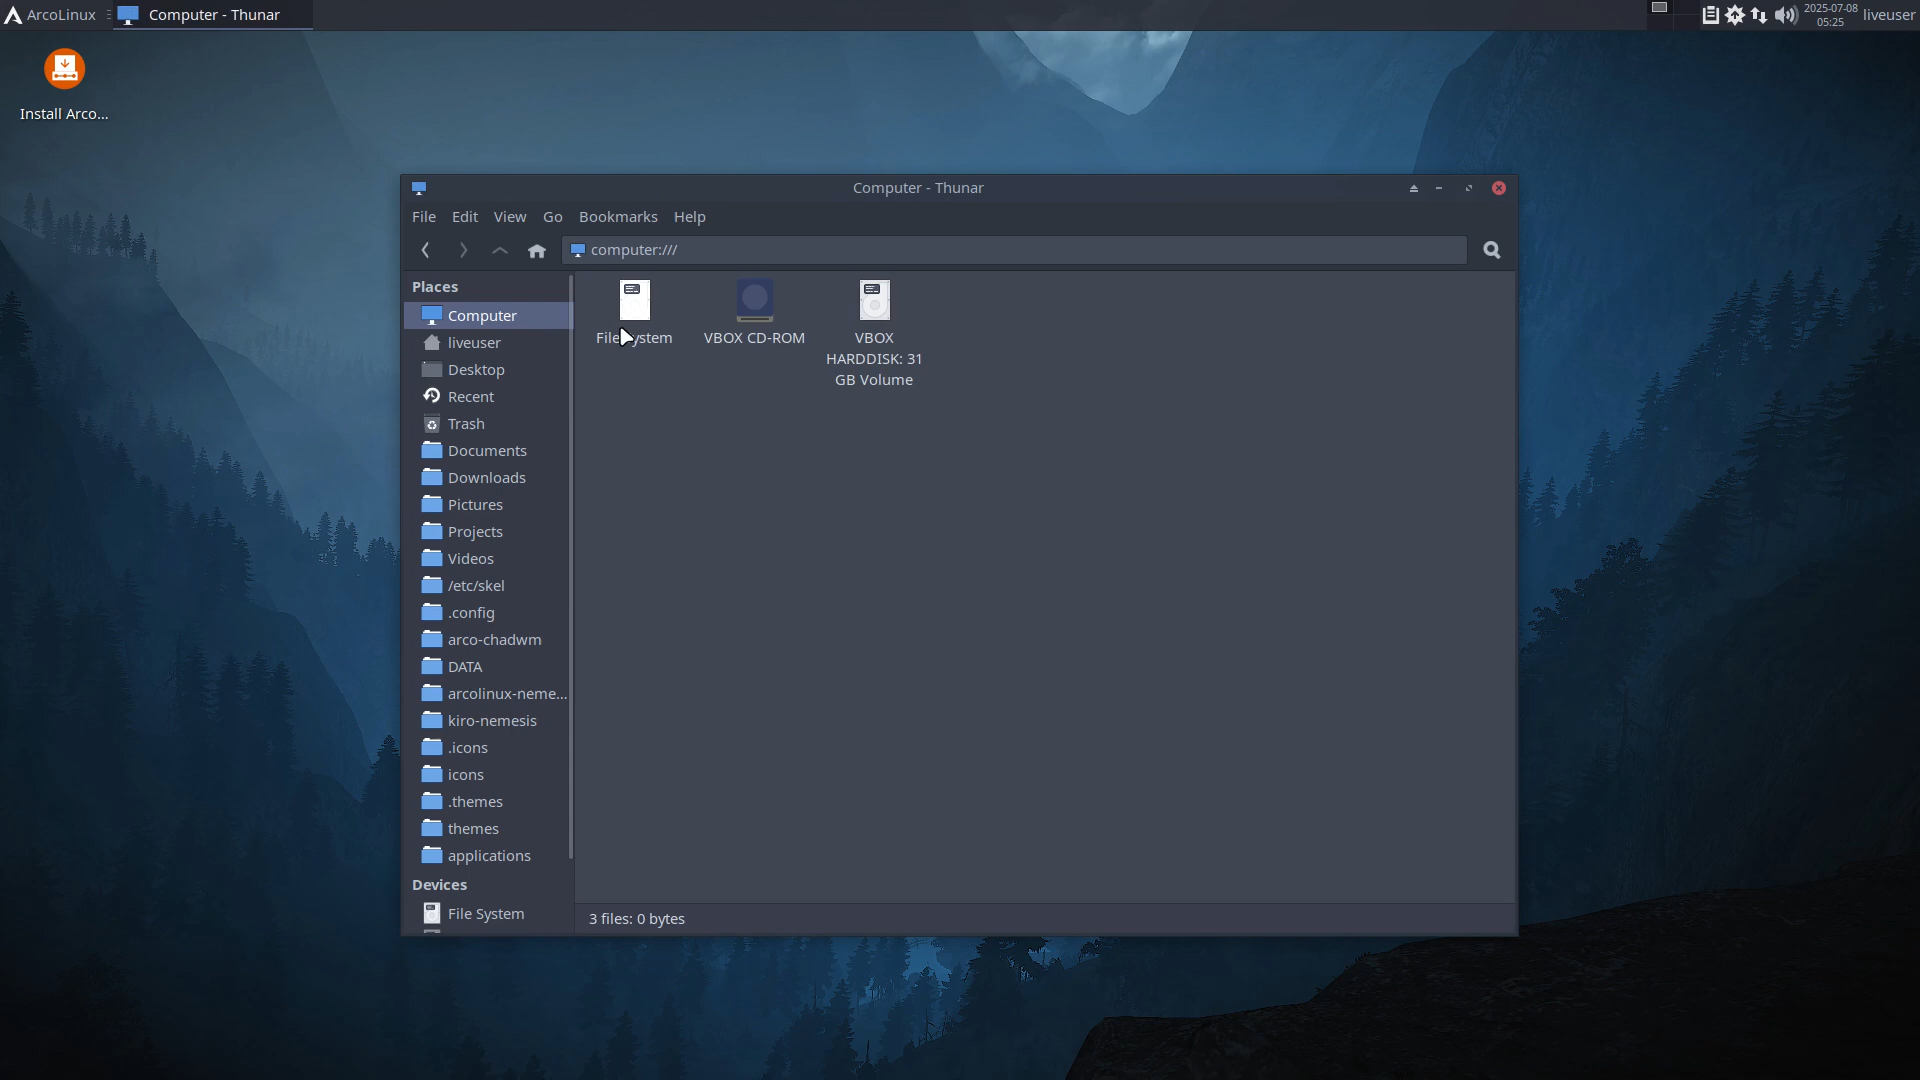 ArcoLinux
Computer - Thunar
2025-07-08
05:25
liveuser
Install Arco...
Computer - Thunar
File Edit View Go Bookmarks Help
computer:///
Places
Computer
liveuser
Desktop
Recent
Trash
Documents
Downloads
Pictures
Projects
Videos
/etc/skel
.config
arco-chadwm
DATA
arcolinux-neme...
kiro-nemesis
.icons
icons
.themes
themes
applications
Devices
File System
File System
VBOX CD-ROM
VBOX
HARDDISK: 31
GB Volume
3 files: 0 bytes